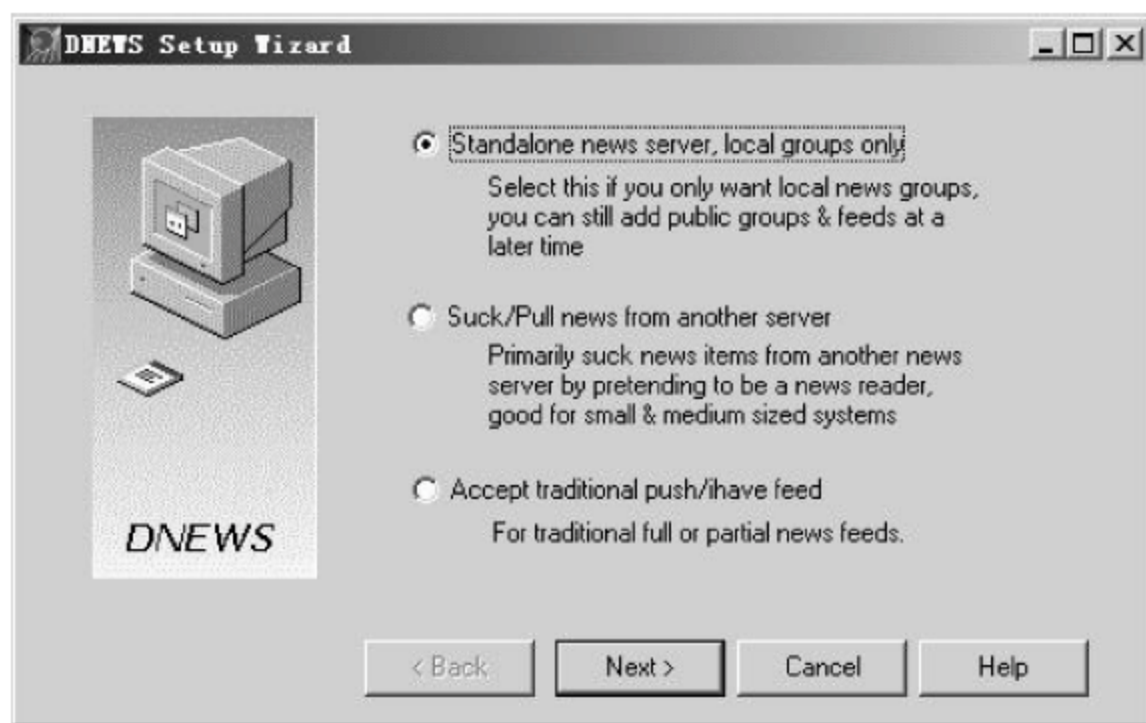 DNEWS Setup Wizard
Standalone news server, local groups only
Select this if you only want local news groups,
you can still add public groups & feeds at a
later time
Suck/Pull news from another server
Primarily suck news items from another news
server by pretending to be a news reader,
good for small & medium sized systems
Accept traditional push/ihave feed
For traditional full or partial news feeds.
DNEWS
< Back Next > Cancel Help